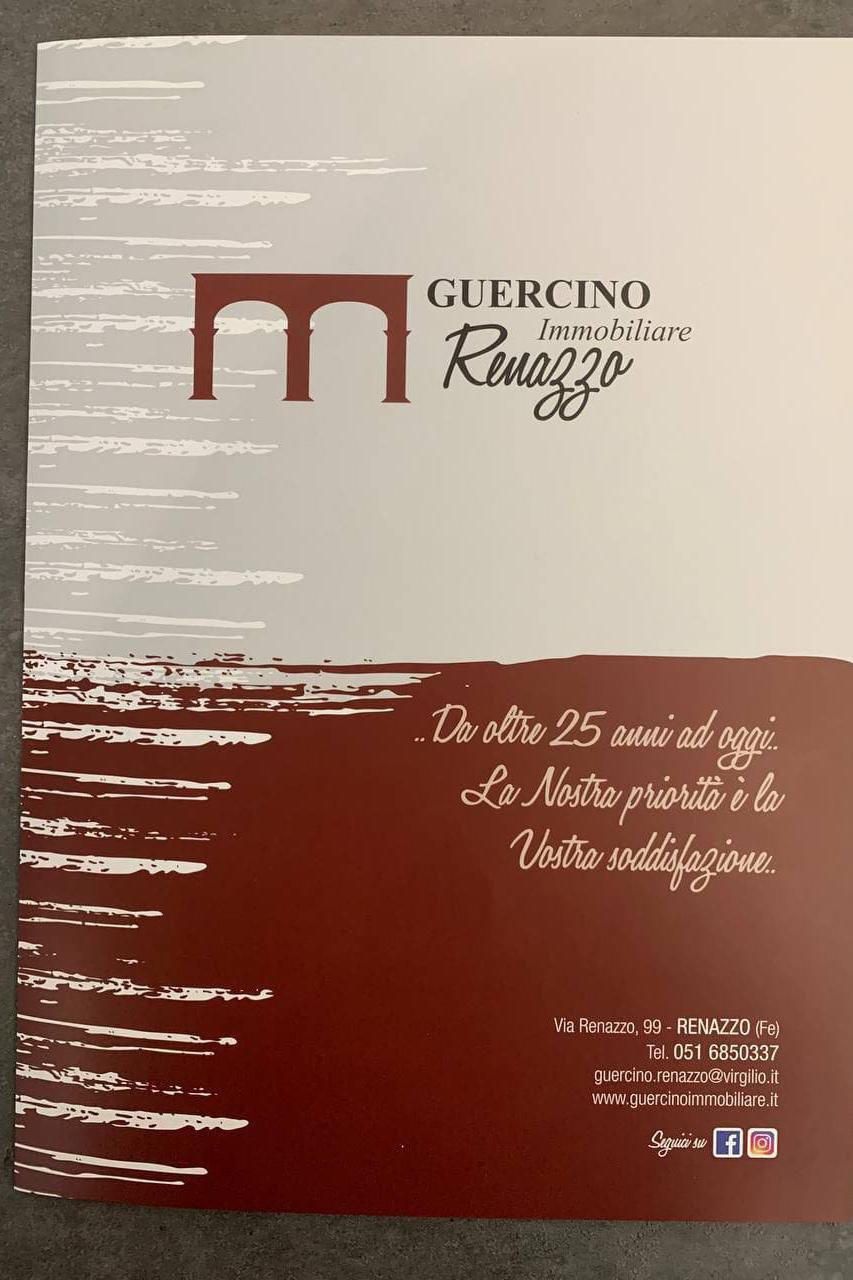 GUERCINO
Immobiliare
Renazzo
..Da oltre 25 anni ad oggi..
La Nostra priorità è la
Vostra soddisfazione..
Via Renazzo, 99 - RENAZZO (Fe)
Tel. 051 6850337
guercino.renazzo@virgilio.it
www.guercinoimmobiliare.it
Seguici su